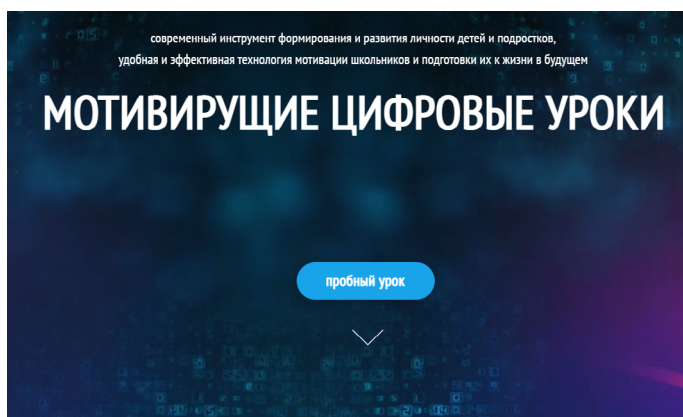 современный инструмент формирования и развития личности детей и подростков,
удобная и эффективная технология мотивации школьников и подготовки их к жизни в будущем
МОТИВИРУЩИЕ ЦИФРОВЫЕ УРОКИ
пробный урок